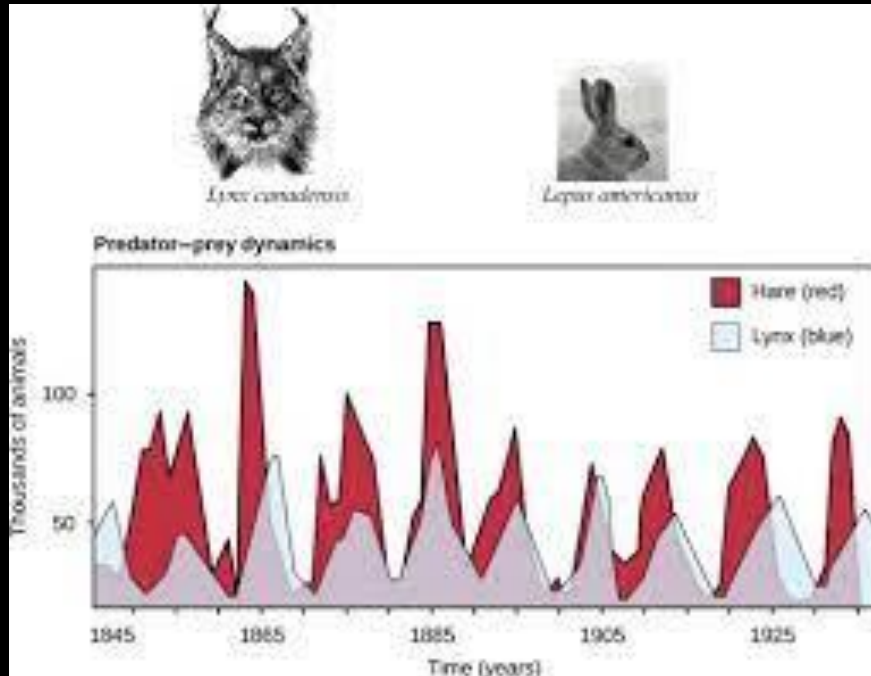 Lynx canadensis
Lepus americanus
Predator–prey dynamics
Hare (red)
Lynx (blue)
Thousands of animals
100
50
1845
1865
1885
1905
1925
Time (years)